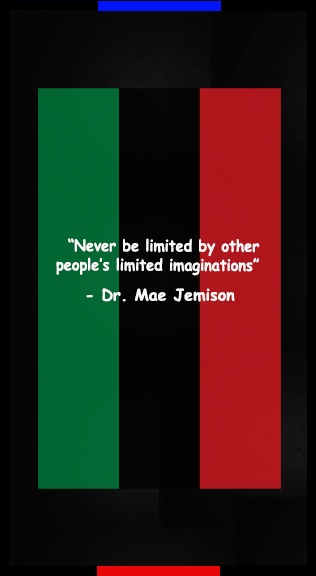 “Never be limited by other
people's limited imaginations”
- Dr. Mae Jemison